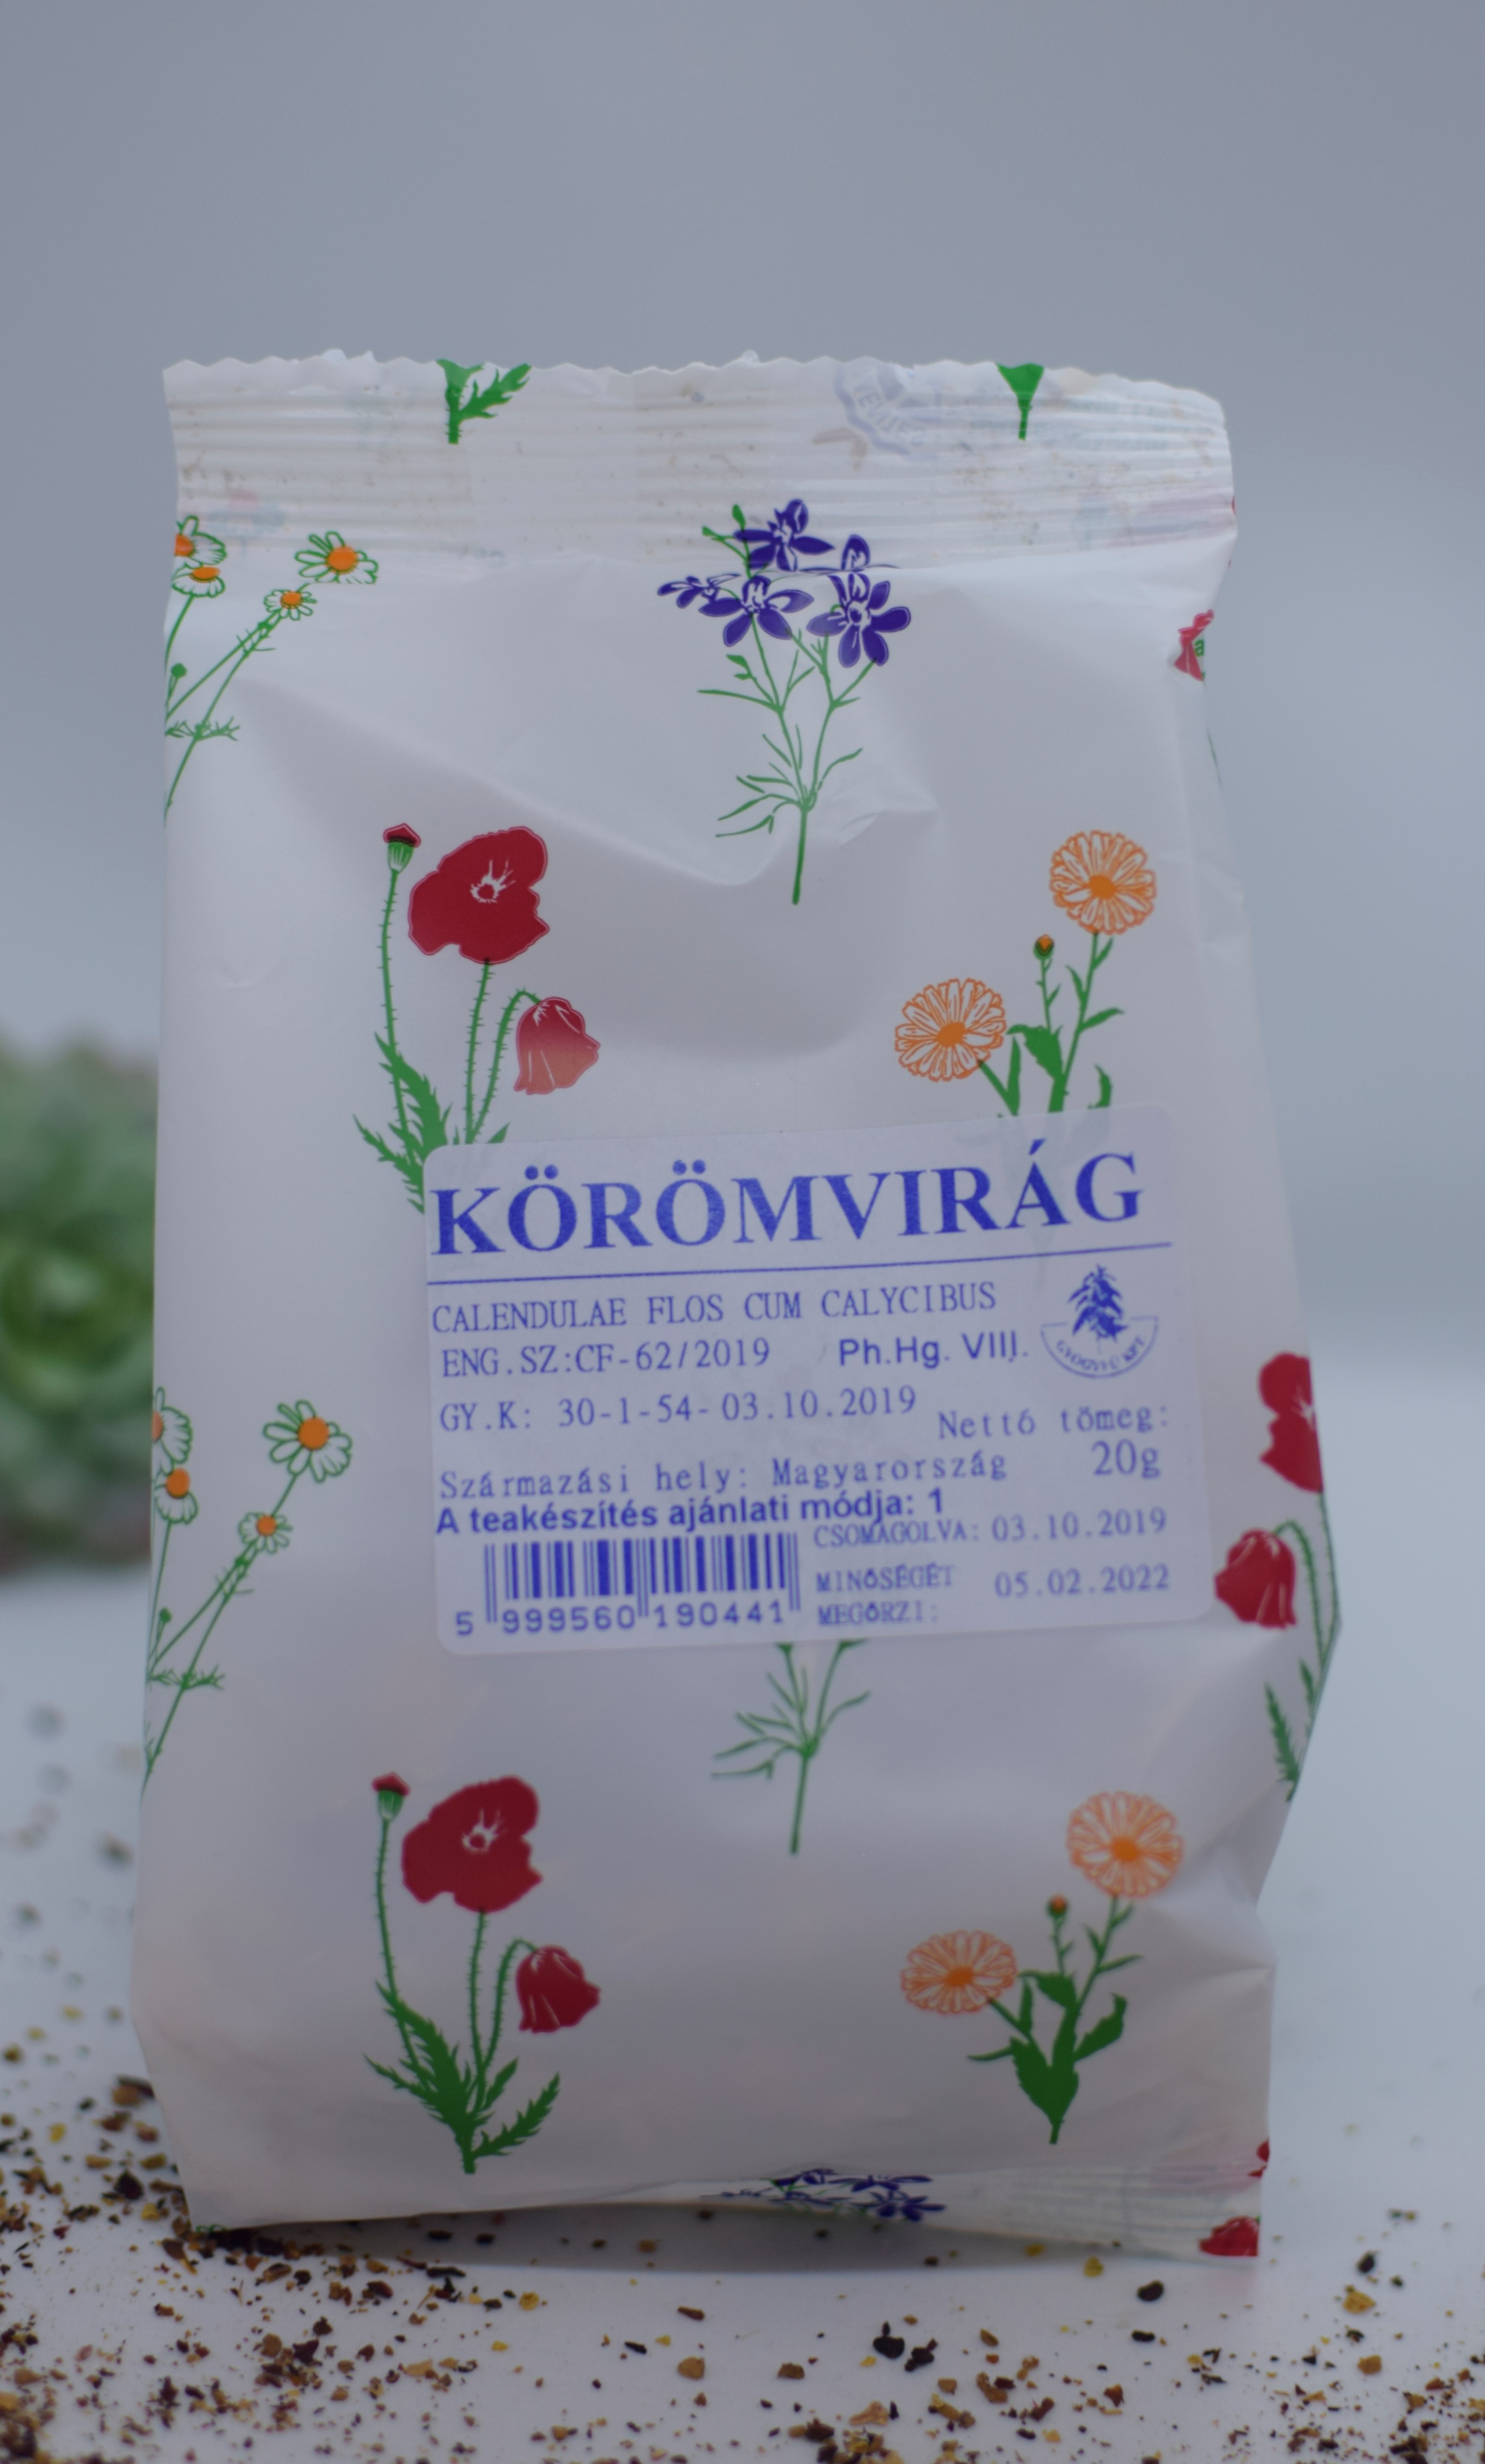 KÖRÖMVIRÁG
CALENDULAE FLOS CUM CALYCIBUS
ENG.SZ:CF-62/2019 Ph.Hg. VIII.
GYÓGYFŰ KFT.
GY.K: 30-1-54-03.10.2019
Nettó tömeg:
20g
Származási hely: Magyarország
A teakészítés ajánlati módja: 1
CSOMAGOLVA: 03.10.2019
MINŐSÉGÉT
MEGŐRZI: 05.02.2022
5 999560 190441